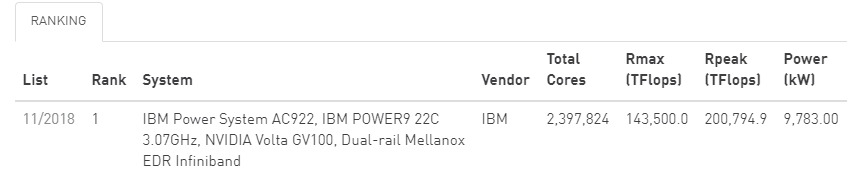 RANKING
Total Rmax Rpeak Power
List Rank System Vendor Cores (TFlops) (TFlops) (kW)
11/2018 1 IBM Power System AC922, IBM POWER9 22C IBM 2,397,824 143,500.0 200,794.9 9,783.00
3.07GHz, NVIDIA Volta GV100, Dual-rail Mellanox
EDR Infiniband